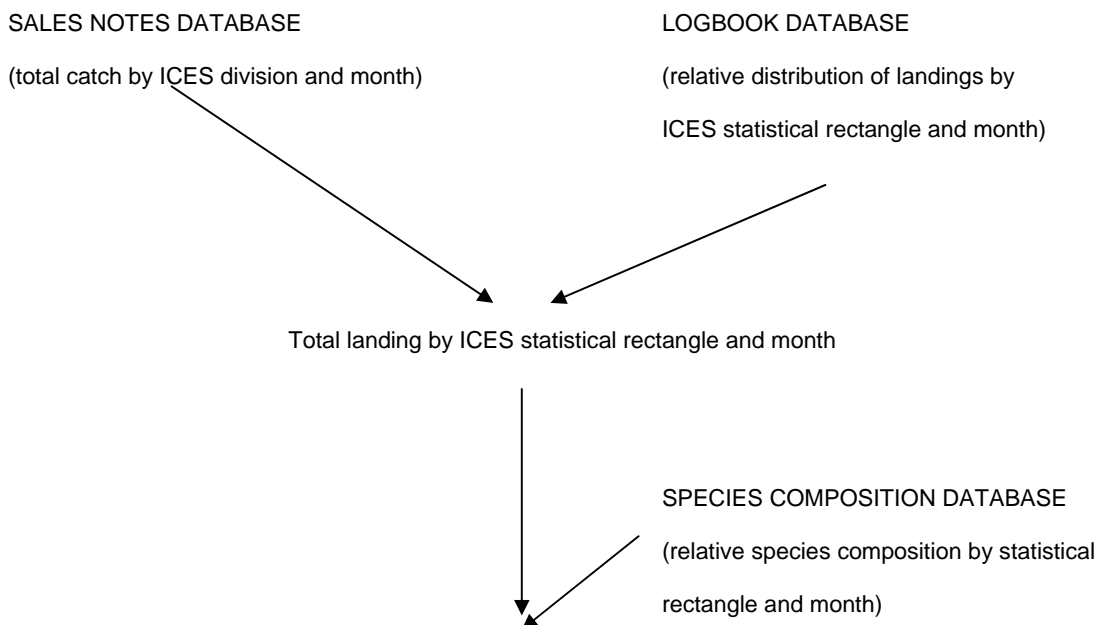 SALES NOTES DATABASE
(total catch by ICES division and month)
LOGBOOK DATABASE
(relative distribution of landings by
ICES statistical rectangle and month)
Total landing by ICES statistical rectangle and month
SPECIES COMPOSITION DATABASE
(relative species composition by statistical
rectangle and month)